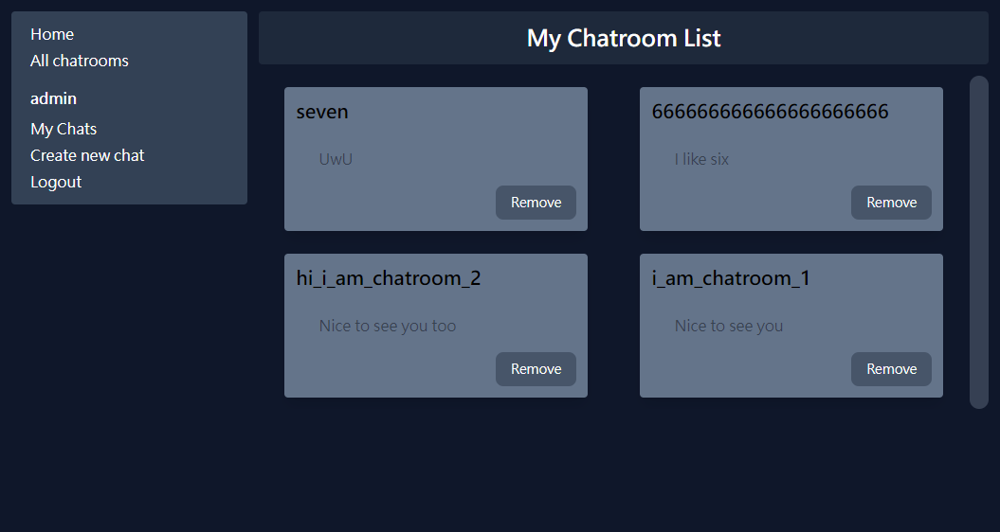 Home
All chatrooms
admin
My Chats
Create new chat
Logout
My Chatroom List
seven
UwU
Remove
666666666666666666666
I like six
Remove
hi_i_am_chatroom_2
Nice to see you too
Remove
i_am_chatroom_1
Nice to see you
Remove